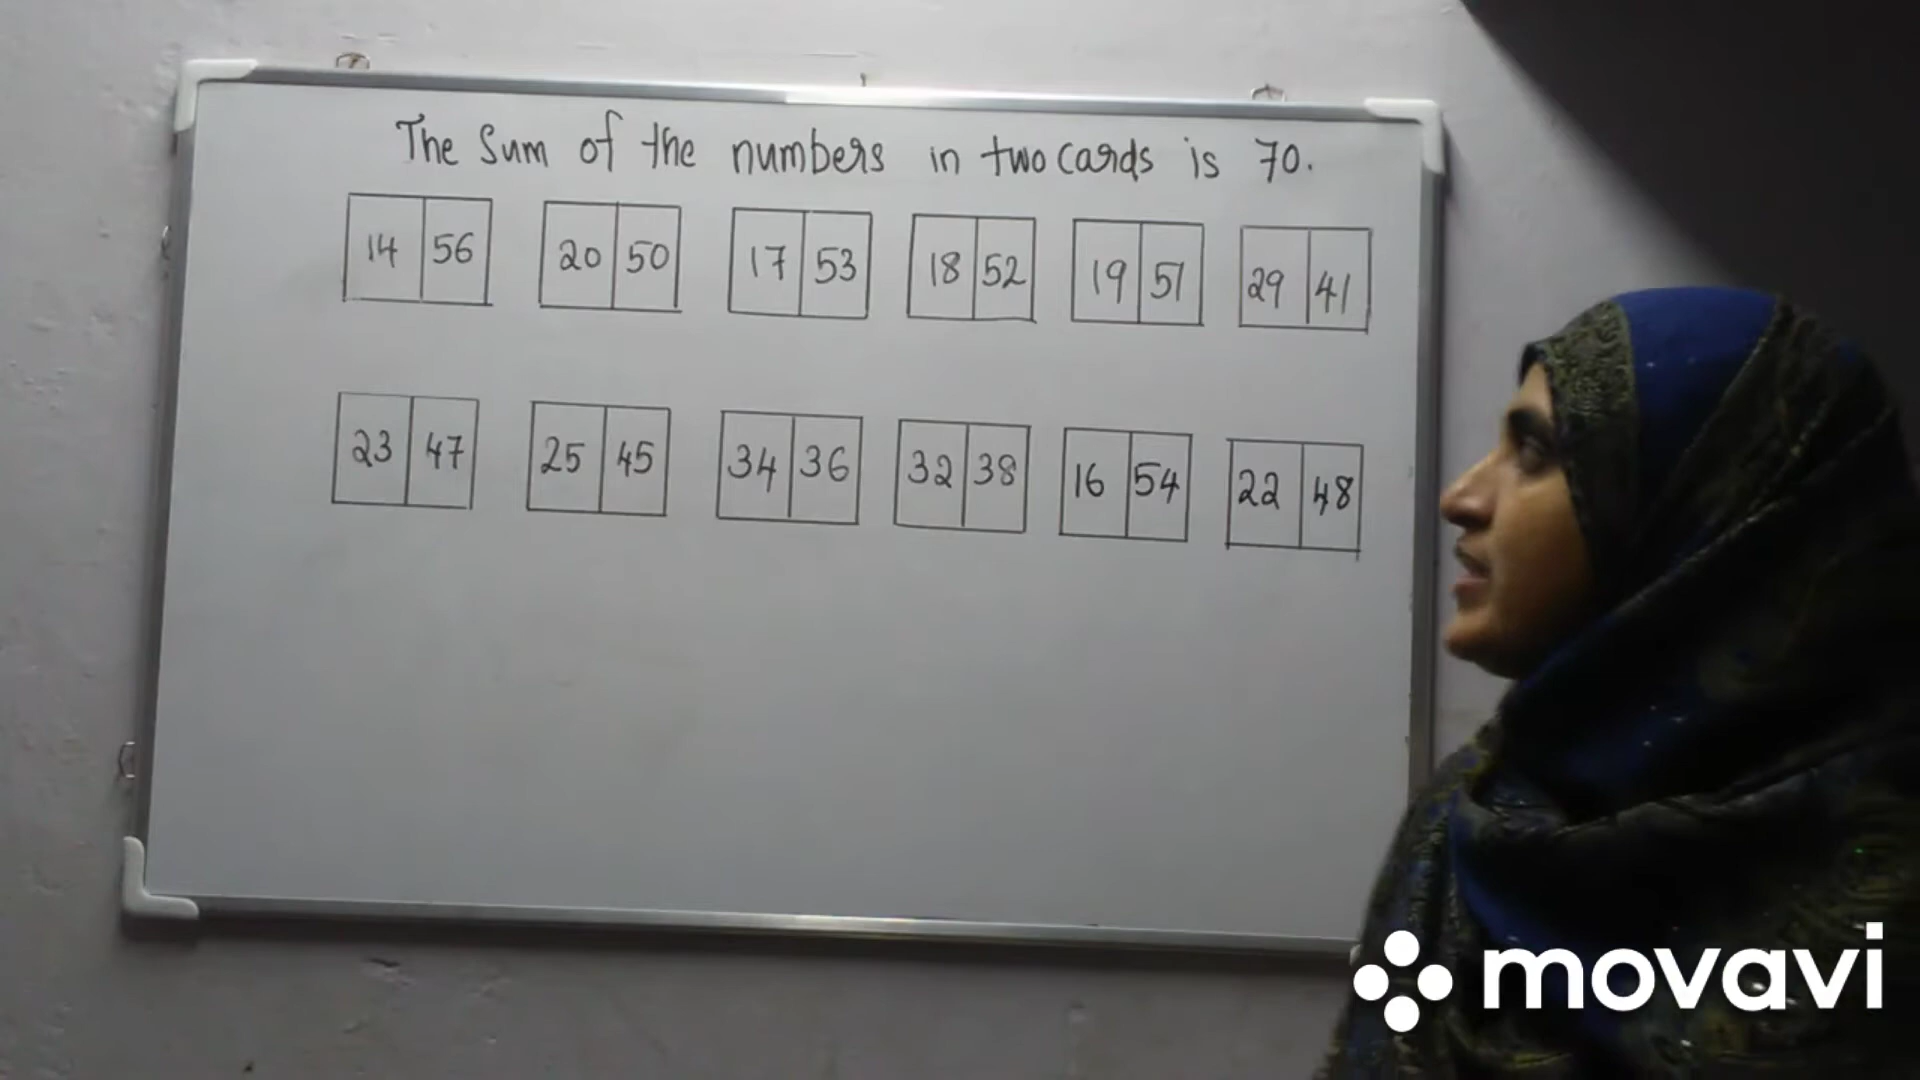 The Sum of the numbers in two cards is 70.
14 56 20 50 17 53 18 52 19 51 29 41
23 47 25 45 34 36 32 38 16 54 22 48
movavi